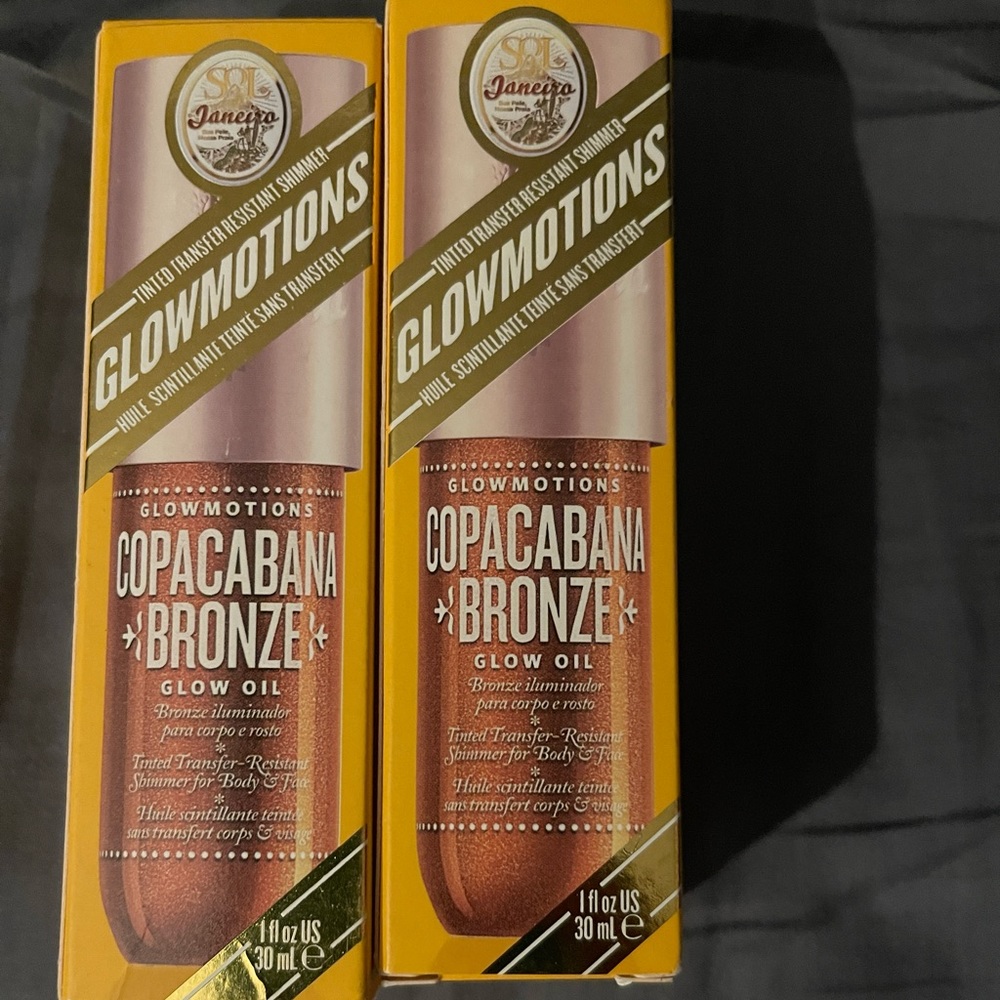 SOL
de
Janeiro
TINTED TRANSFER RESISTANT SHIMMER
GLOWMOTIONS
HUILE SCINTILLANTE TEINTÉ SANS TRANSFERT
GLOWMOTIONS
COPACABANA
BRONZE
GLOW OIL
Bronze iluminador
para corpo e rosto
*
Tinted Transfer-Resistant
Shimmer for Body & Face
*
Huile scintillante teintée
sans transfert corps & visage
1 fl oz US
30 mL ℮
SOL
de
Janeiro
TINTED TRANSFER RESISTANT SHIMMER
GLOWMOTIONS
HUILE SCINTILLANTE TEINTÉ SANS TRANSFERT
GLOWMOTIONS
COPACABANA
BRONZE
GLOW OIL
Bronze iluminador
para corpo e rosto
*
Tinted Transfer-Resistant
Shimmer for Body & Face
*
Huile scintillante teintée
sans transfert corps & visage
1 fl oz US
30 mL ℮